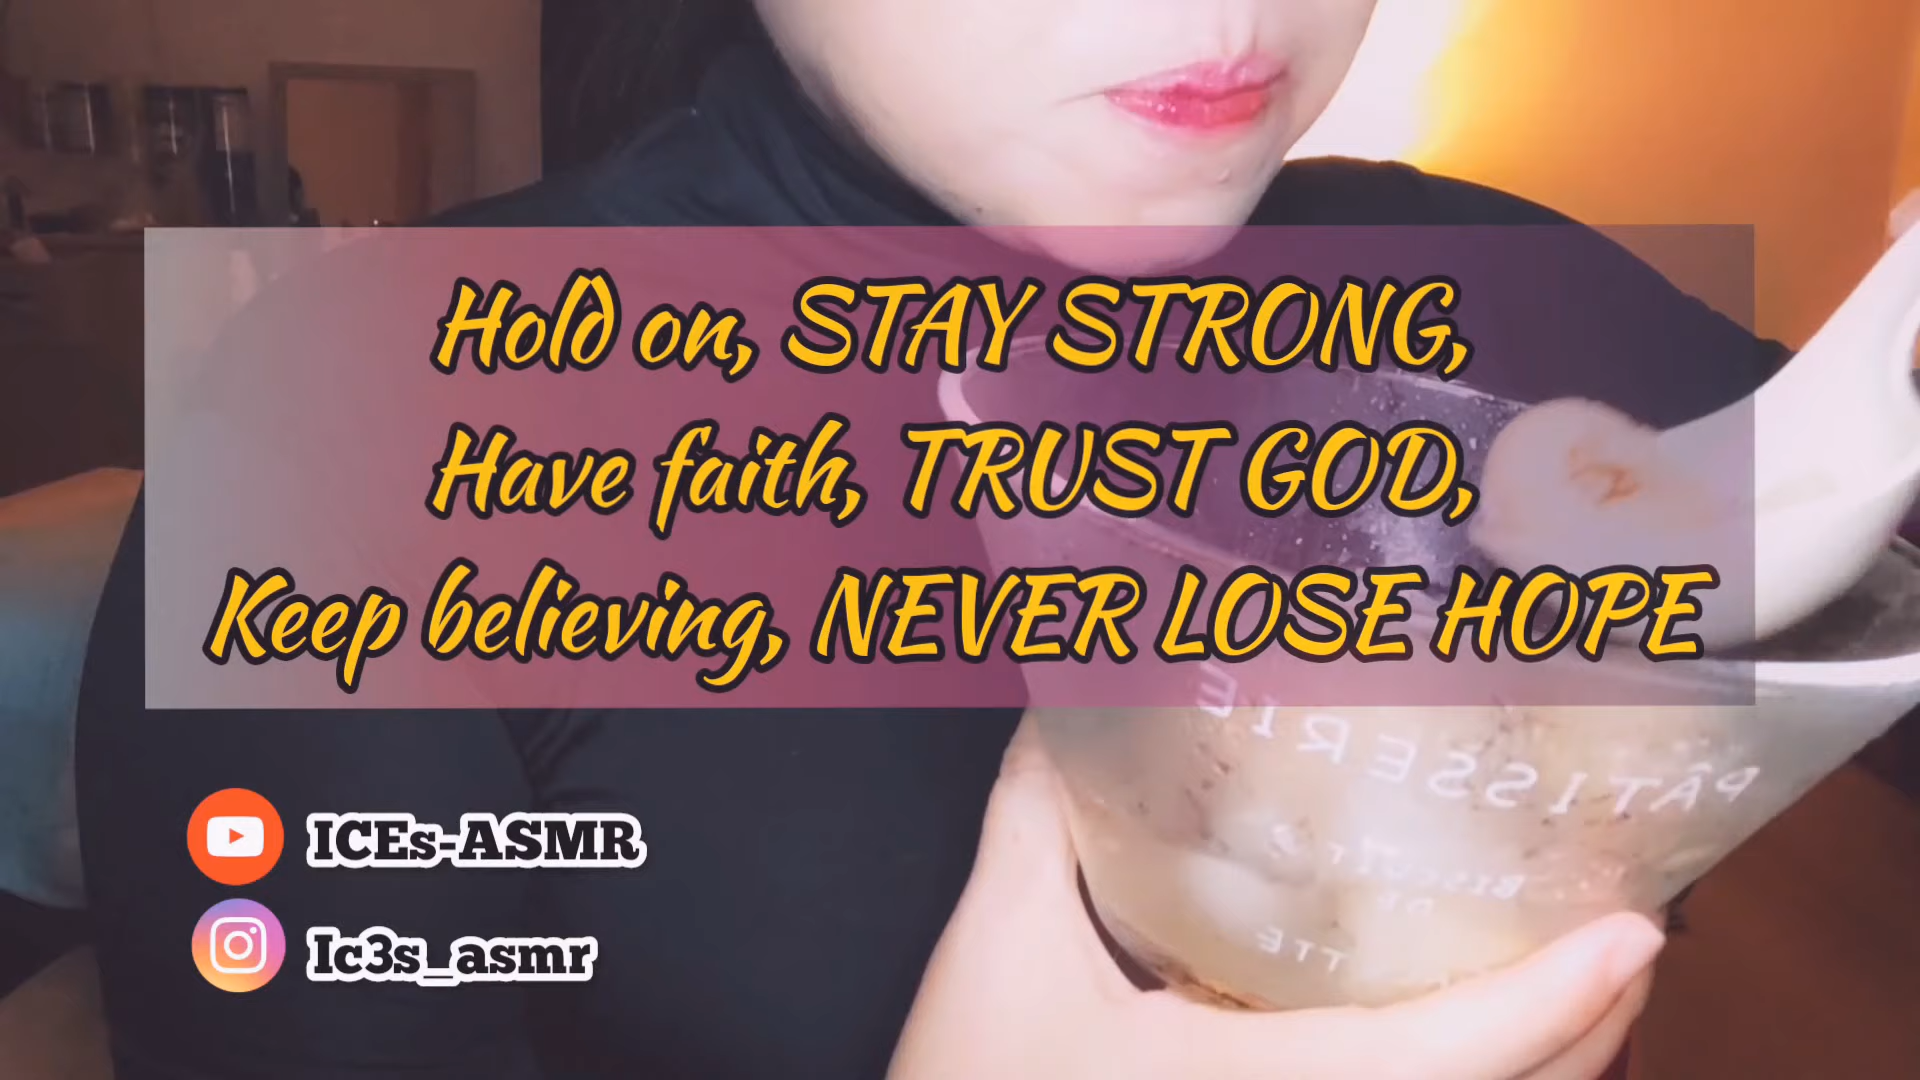 Hold on, STAY STRONG,
Have faith, TRUST GOD,
Keep believing, NEVER LOSE HOPE
PÂTISSERIE
ICEs-ASMR
Ic3s_asmr